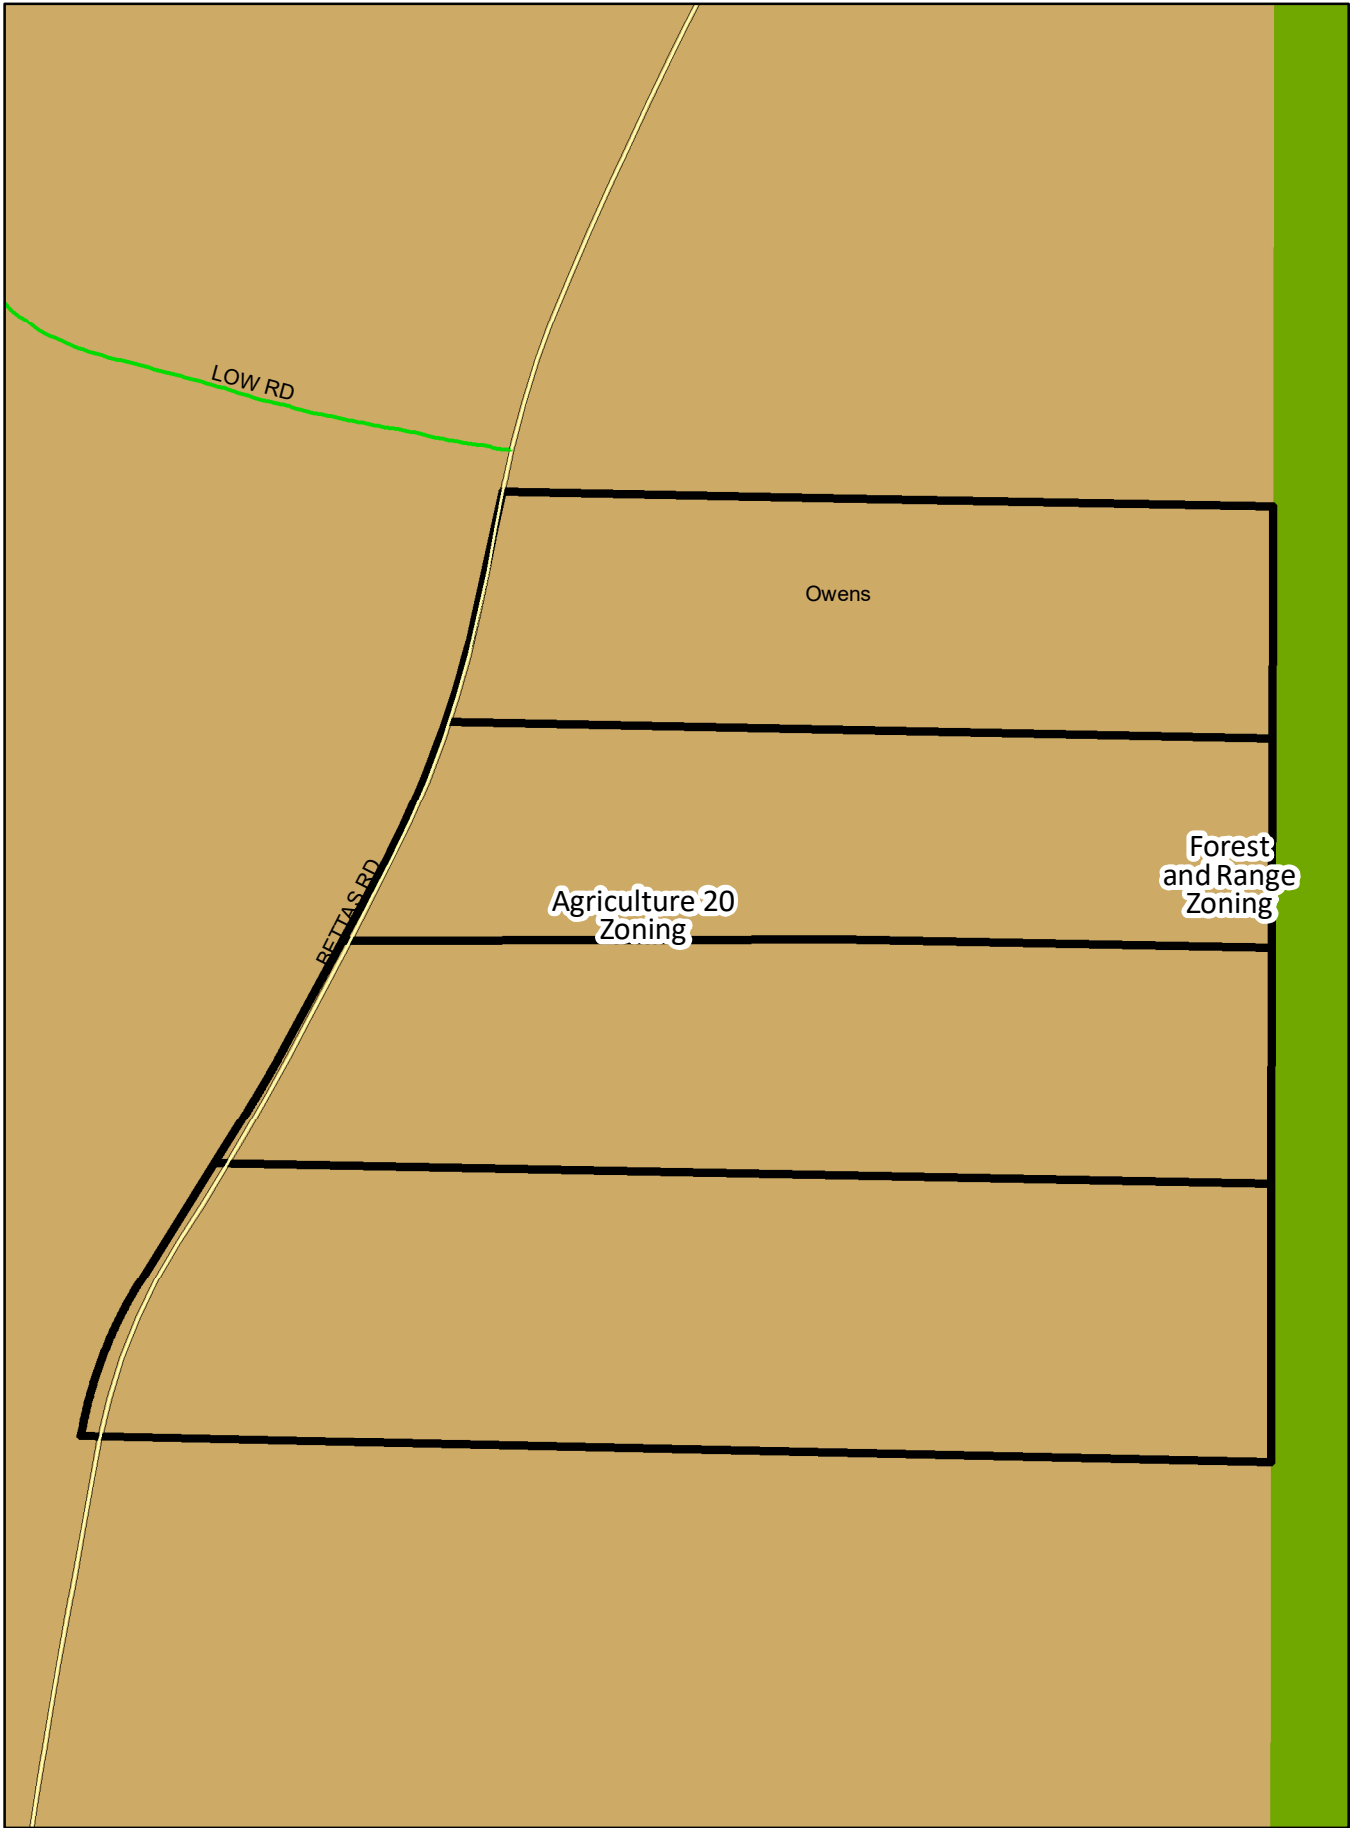 LOW RD
Owens
BETTAS RD
Agriculture 20
Zoning
Forest
and Range
Zoning